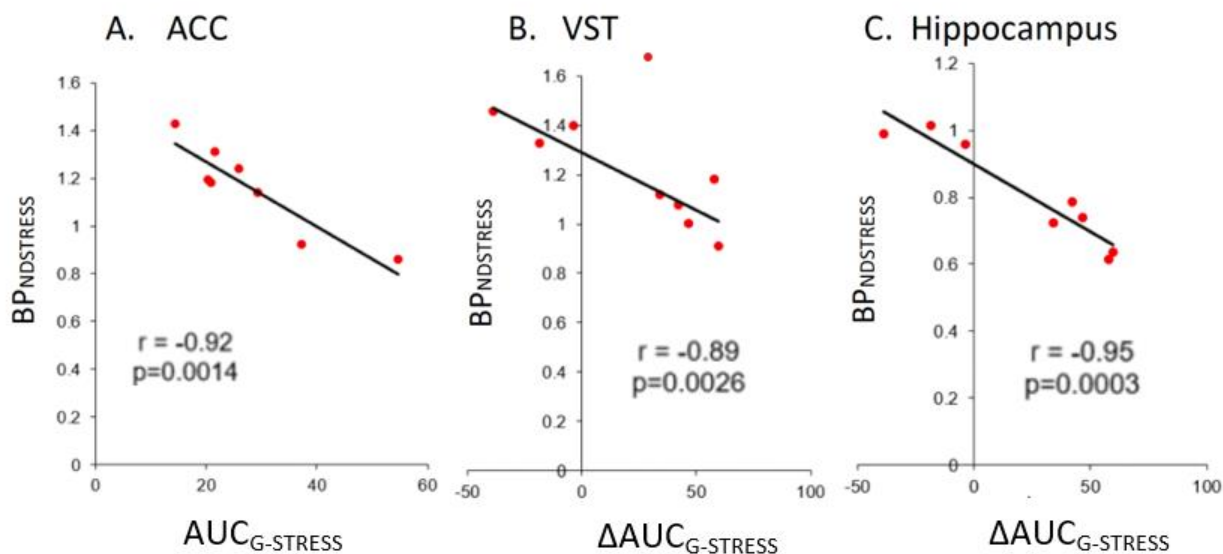 A. ACC
1.6
1.4
1.2
1
0.8
0.6
0.4
0.2
0
0 20 40 60
BPNDSTRESS
r = -0.92
p=0.0014
AUCG-STRESS
B. VST
1.6
1.4
1.2
1
0.8
0.6
0.4
0.2
0
-50 0 50 100
BPNDSTRESS
r = -0.89
p=0.0026
ΔAUCG-STRESS
C. Hippocampus
1.2
1
0.8
0.6
0.4
0.2
0
-50 0 50 100
BPNDSTRESS
r = -0.95
p=0.0003
ΔAUCG-STRESS